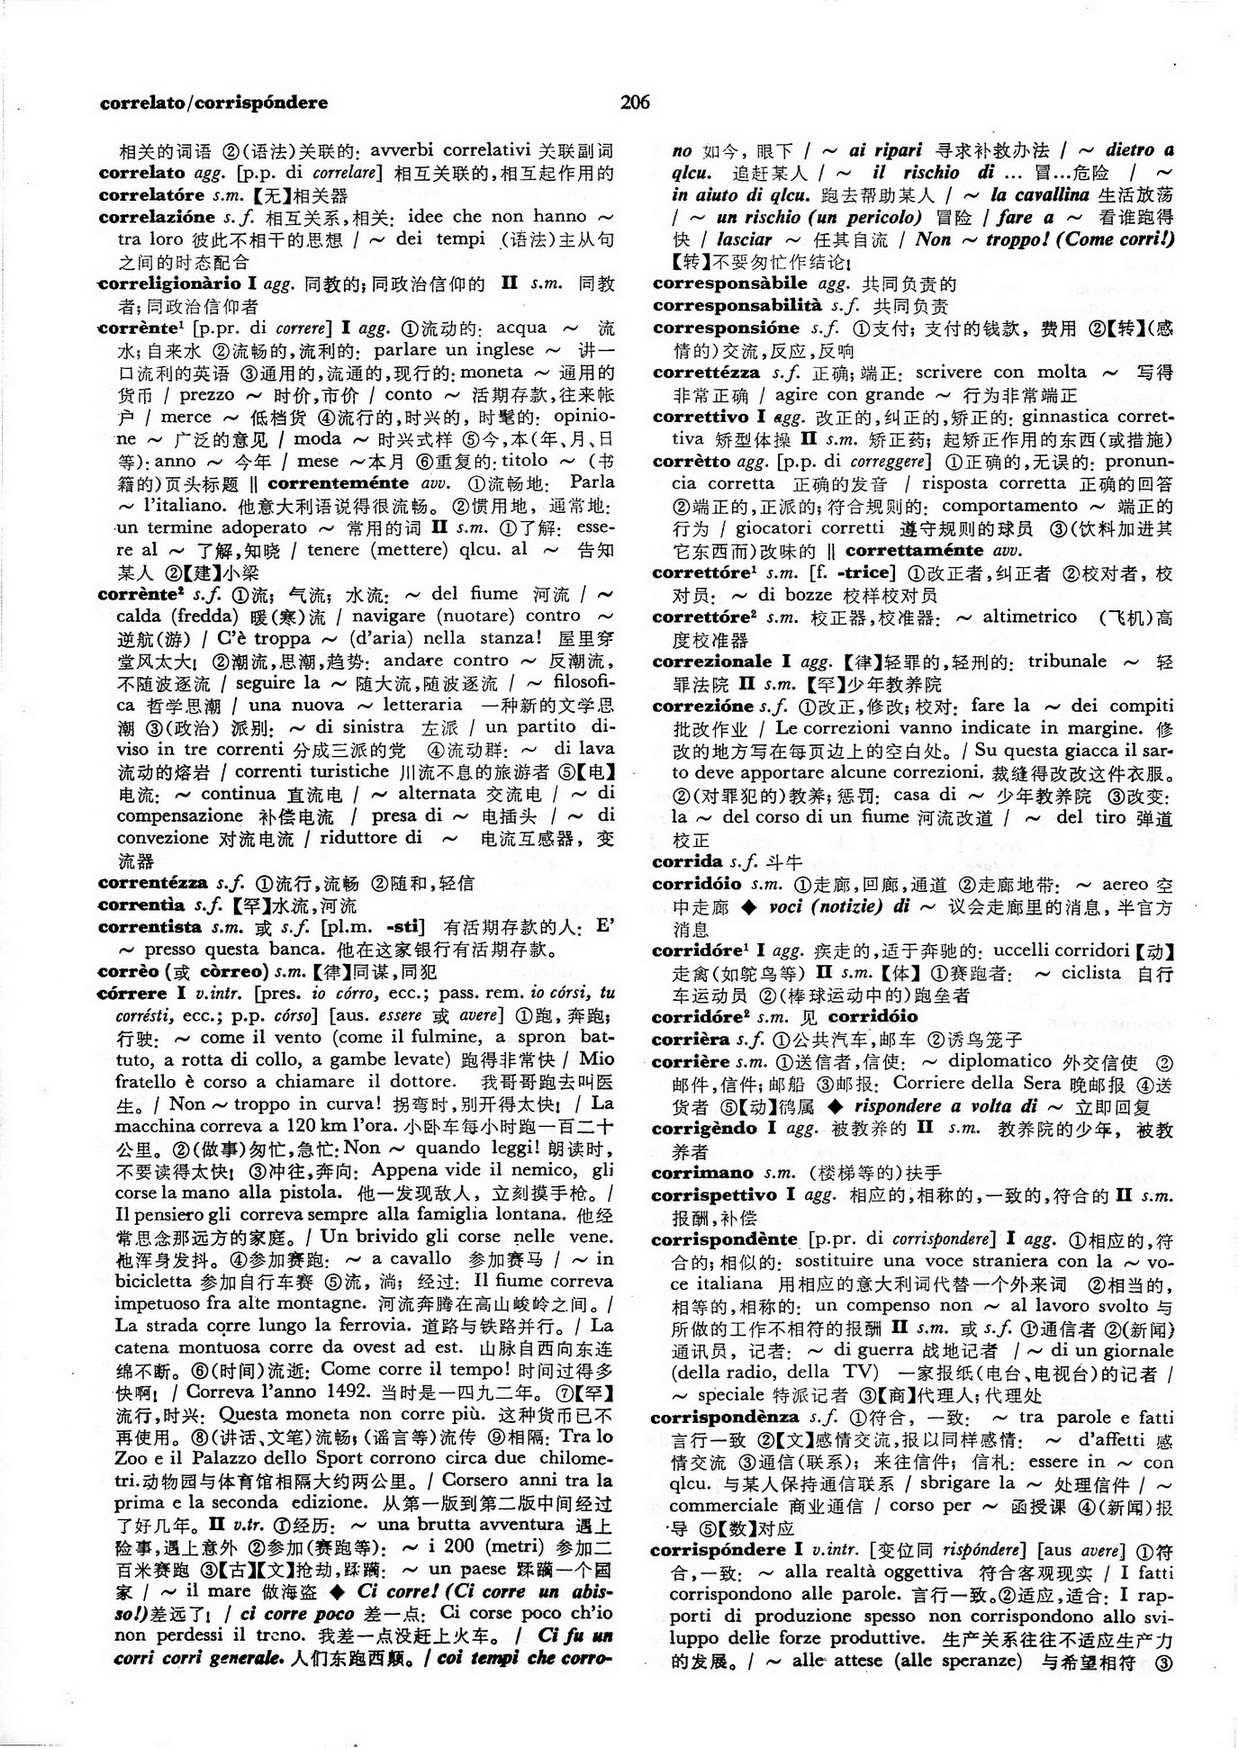 correlato/corrispóndere
206
相关的词语 ②(语法)关联的: avverbi correlativi 关联副词
correlato agg. [p.p. di correlare] 相互关联的,相互起作用的
correlatóre s.m. 【无】相关器
correlazióne s.f. 相互关系,相关: idee che non hanno ~
tra loro 彼此不相干的思想 / ~ dei tempi (语法)主从句
之间的时态配合
correligionàrio I agg. 同教的;同政治信仰的 II s.m. 同教
者;同政治信仰者
corrènte¹ [p.pr. di correre] I agg. ①流动的: acqua ~ 流
水;自来水 ②流畅的,流利的: parlare un inglese ~ 讲一
口流利的英语 ③通用的,流通的,现行的: moneta ~ 通用的
货币 / prezzo ~ 时价,市价 / conto ~ 活期存款,往来帐
户 / merce ~ 低档货 ④流行的,时兴的, 时髦的: opinio-
ne ~ 广泛的意见 / moda ~ 时兴式样 ⑤今,本(年、月、日
等): anno ~ 今年 / mese ~本月 ⑥重复的: titolo ~ (书
籍的)页头标题 ‖ correnteménte avv. ①流畅地: Parla
~ l'italiano. 他意大利语说得很流畅。 ②惯用地, 通常地:
un termine adoperato ~ 常用的词 II s.m. ①了解: esse-
re al ~ 了解,知晓 / tenere (mettere) qlcu. al ~ 告知
某人 ②【建】小梁
corrènte² s.f. ①流; 气流; 水流: ~ del fiume 河流 / ~
calda (fredda) 暖(寒)流 / navigare (nuotare) contro ~
逆航(游) / C'è troppa ~ (d'aria) nella stanza! 屋里穿
堂风太大! ②潮流,思潮,趋势: andare contro ~ 反潮流,
不随波逐流 / seguire la ~ 随大流,随波逐流 / ~ filosofi-
ca 哲学思潮 / una nuova ~ letteraria 一种新的文学思
潮 ③(政治) 派别: ~ di sinistra 左派 / un partito di-
viso in tre correnti 分成三派的党 ④流动群: ~ di lava
流动的熔岩 / correnti turistiche 川流不息的旅游者 ⑤【电】
电流: ~ continua 直流电 / ~ alternata 交流电 / ~ di
compensazione 补偿电流 / presa di ~ 电插头 / ~ di
convezione 对流电流 / riduttore di ~ 电流互感器, 变
流器
correntézza s.f. ①流行,流畅 ②随和,轻信
correntìa s.f. 【罕】水流,河流
correntista s.m. 或 s.f. [pl.m. -sti] 有活期存款的人: E'
~ presso questa banca. 他在这家银行有活期存款。
corrèo (或 còrreo) s.m. 【律】同谋,同犯
córrere I v.intr. [pres. io córro, ecc.; pass. rem. io córsi, tu
corrésti, ecc.; p.p. córso] [aus. essere 或 avere] ①跑,奔跑;
行驶: ~ come il vento (come il fulmine, a spron bat-
tuto, a rotta di collo, a gambe levate) 跑得非常快 / Mio
fratello è corso a chiamare il dottore. 我哥哥跑去叫医
生。/ Non ~ troppo in curva! 拐弯时,别开得太快! / La
macchina correva a 120 km l'ora. 小卧车每小时跑一百二十
公里。②(做事)匆忙,急忙: Non ~ quando leggi! 朗读时,
不要读得太快! ③冲往,奔向: Appena vide il nemico, gli
corse la mano alla pistola. 他一发现敌人, 立刻摸手枪。/
Il pensiero gli correva sempre alla famiglia lontana. 他经
常思念那远方的家庭。/ Un brivido gli corse nelle vene.
他浑身发抖。④参加赛跑: ~ a cavallo 参加赛马 / ~ in
bicicletta 参加自行车赛 ⑤流, 淌; 经过: Il fiume correva
impetuoso fra alte montagne. 河流奔腾在高山峻岭之间。/
La strada corre lungo la ferrovia. 道路与铁路并行。/ La
catena montuosa corre da ovest ad est. 山脉自西向东连
绵不断。⑥(时间)流逝: Come corre il tempo! 时间过得多
快啊! / Correva l'anno 1492. 当时是一四九二年。⑦【罕】
流行,时兴: Questa moneta non corre più. 这种货币已不
再使用。⑧(讲话、文笔)流畅; (谣言等)流传 ⑨相隔: Tra lo
Zoo e il Palazzo dello Sport corrono circa due chilome-
tri.动物园与体育馆相隔大约两公里。/ Corsero anni tra la
prima e la seconda edizione. 从第一版到第二版中间经过
了好几年。II v.tr. ①经历: ~ una brutta avventura 遇上
险事,遇上意外 ②参加(赛跑等): ~ i 200 (metri) 参加二
百米赛跑 ③【古】【文】抢劫,蹂躏: ~ un paese 蹂躏一个国
家 / ~ il mare 做海盗 ◆ Ci corre! (Ci corre un abis-
so!)差远了! / ci corre poco 差一点: Ci corse poco ch'io
non perdessi il treno. 我差一点没赶上火车。 / Ci fu un
corri corri generale. 人们东跑西颠。/ coi tempi che corro-
no 如今, 眼下 / ~ ai ripari 寻求补救办法 / ~ dietro a
qlcu. 追赶某人 / ~ il rischio di ... 冒…危险 / ~
in aiuto di qlcu. 跑去帮助某人 / ~ la cavallina 生活放荡
/ ~ un rischio (un pericolo) 冒险 / fare a ~ 看谁跑得
快 / lasciar ~ 任其自流 / Non ~ troppo! (Come corri!)
【转】不要匆忙作结论!
corresponsàbile agg. 共同负责的
corresponsabilità s.f. 共同负责
corresponsióne s.f. ①支付; 支付的钱款, 费用 ②【转】(感
情的)交流,反应,反响
correttézza s.f. 正确;端正: scrivere con molta ~ 写得
非常正确 / agire con grande ~ 行为非常端正
correttivo I agg. 改正的,纠正的,矫正的: ginnastica corret-
tiva 矫型体操 II s.m. 矫正药; 起矫正作用的东西(或措施)
corrètto agg. [p.p. di correggere] ①正确的,无误的: pronun-
cia corretta 正确的发音 / risposta corretta 正确的回答
②端正的,正派的;符合规则的: comportamento ~ 端正的
行为 / giocatori corretti 遵守规则的球员 ③(饮料加进其
它东西而)改味的 ‖ correttaménte avv.
correttóre¹ s.m. [f. -trice] ①改正者,纠正者 ②校对者, 校
对员: ~ di bozze 校样校对员
correttóre² s.m. 校正器,校准器: ~ altimetrico (飞机)高
度校准器
correzionale I agg. 【律】轻罪的,轻刑的: tribunale ~ 轻
罪法院 II s.m. 【罕】少年教养院
correzióne s.f. ①改正,修改;校对: fare la ~ dei compiti
批改作业 / Le correzioni vanno indicate in margine. 修
改的地方写在每页边上的空白处。/ Su questa giacca il sar-
to deve apportare alcune correzioni. 裁缝得改改这件衣服。
②(对罪犯的)教养;惩罚: casa di ~ 少年教养院 ③改变:
la ~ del corso di un fiume 河流改道 / ~ del tiro 弹道
校正
corrida s.f. 斗牛
corridóio s.m. ①走廊,回廊,通道 ②走廊地带: ~ aereo 空
中走廊 ◆ voci (notizie) di ~ 议会走廊里的消息, 半官方
消息
corridóre¹ I agg. 疾走的,适于奔驰的: uccelli corridori【动】
走禽(如鸵鸟等) II s.m.【体】①赛跑者: ~ ciclista 自行
车运动员 ②(棒球运动中的)跑垒者
corridóre² s.m. 见 corridóio
corrièra s.f. ①公共汽车,邮车 ②诱鸟笼子
corrière s.m. ①送信者,信使: ~ diplomatico 外交信使 ②
邮件,信件;邮船 ③邮报: Corriere della Sera 晚邮报 ④送
货者 ⑤【动】鸻属 ◆ rispondere a volta di ~ 立即回复
corrigèndo I agg. 被教养的 II s.m. 教养院的少年, 被教
养者
corrimano s.m. (楼梯等的)扶手
corrispettivo I agg. 相应的,相称的,一致的,符合的 II s.m.
报酬,补偿
corrispondènte [p.pr. di corrispondere] I agg. ①相应的,符
合的;相似的: sostituire una voce straniera con la ~ vo-
ce italiana 用相应的意大利词代替一个外来词 ②相当的,
相等的,相称的: un compenso non ~ al lavoro svolto 与
所做的工作不相符的报酬 II s.m. 或 s.f. ①通信者 ②(新闻)
通讯员, 记者: ~ di guerra 战地记者 / ~ di un giornale
(della radio, della TV) 一家报纸(电台、电视台)的记者 /
~ speciale 特派记者 ③【商】代理人;代理处
corrispondènza s.f. ①符合, 一致: ~ tra parole e fatti
言行一致 ②【文】感情交流,报以同样感情: ~ d'affetti 感
情交流 ③通信(联系); 来往信件; 信札: essere in ~ con
qlcu. 与某人保持通信联系 / sbrigare la ~ 处理信件 / ~
commerciale 商业通信 / corso per ~ 函授课 ④(新闻)报
导 ⑤【数】对应
corrispóndere I v.intr. [变位同 rispóndere] [aus avere] ①符
合,一致: ~ alla realtà oggettiva 符合客观现实 / I fatti
corrispondono alle parole. 言行一致。②适应,适合: I rap-
porti di produzione spesso non corrispondono allo svi-
luppo delle forze produttive. 生产关系往往不适应生产力
的发展。/ ~ alle attese (alle speranze) 与希望相符 ③